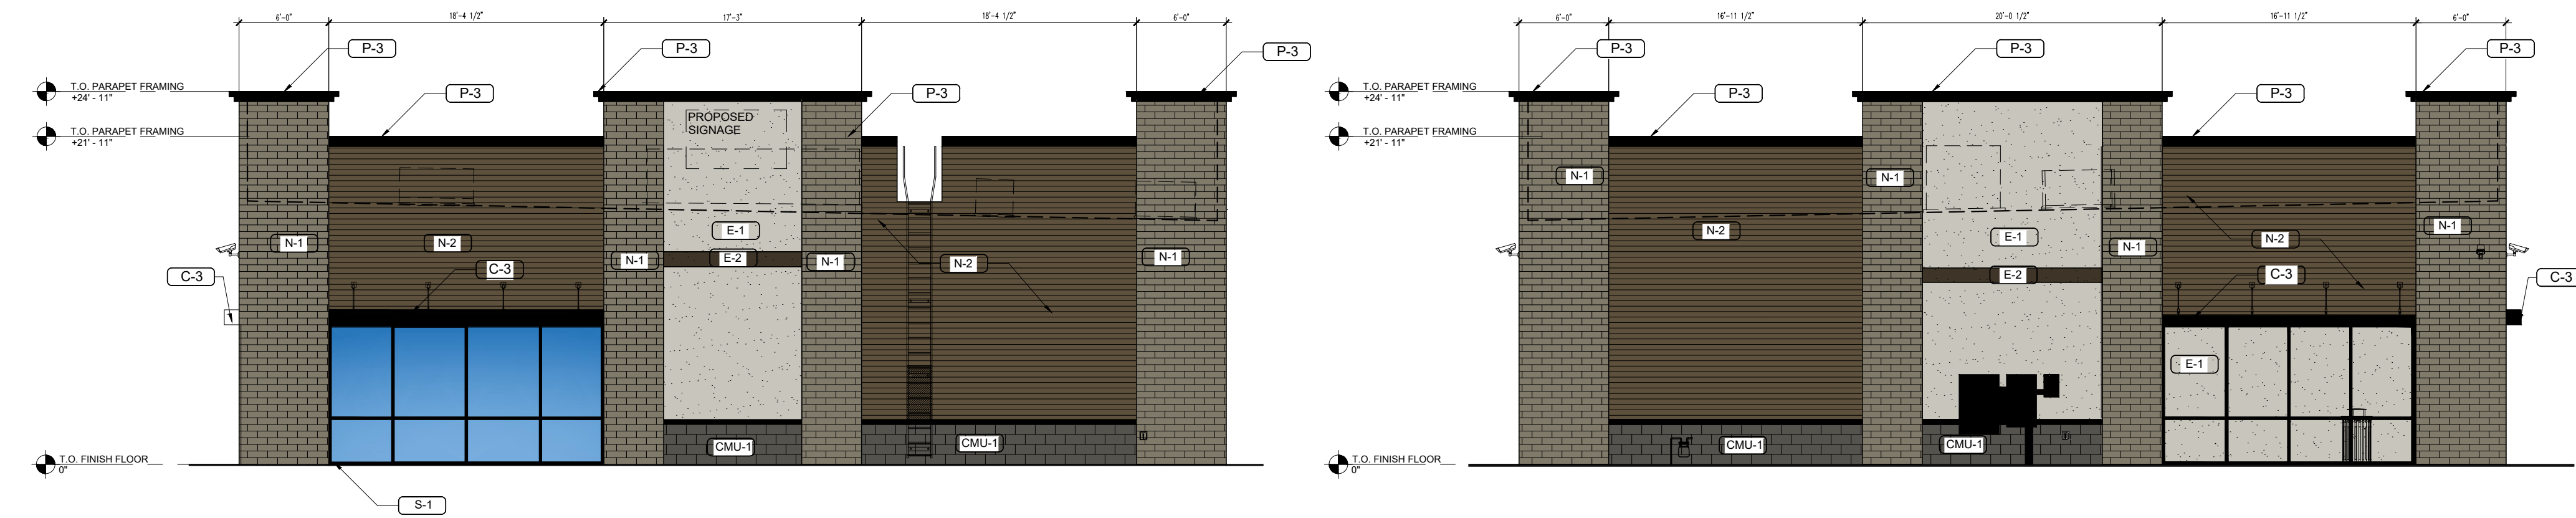 6'-0" 18'-4 1/2" 17'-3" 18'-4 1/2" 6'-0"
P-3 P-3 P-3
T.O. PARAPET FRAMING
+24' - 11"
P-3 P-3
T.O. PARAPET FRAMING
+21' - 11"
PROPOSED
SIGNAGE
E-1
N-1 N-2 N-1 E-2 N-1 N-2 N-1
C-3 C-3
CMU-1 CMU-1
T.O. FINISH FLOOR
0"
S-1
6'-0" 16'-11 1/2" 20'-0 1/2" 16'-11 1/2" 6'-0"
P-3 P-3 P-3
T.O. PARAPET FRAMING
+24' - 11"
P-3 P-3
T.O. PARAPET FRAMING
+21' - 11"
N-1 N-1
N-2 E-1 N-1 N-2 N-1
E-2 C-3 C-3
E-1
CMU-1 CMU-1
T.O. FINISH FLOOR
0"